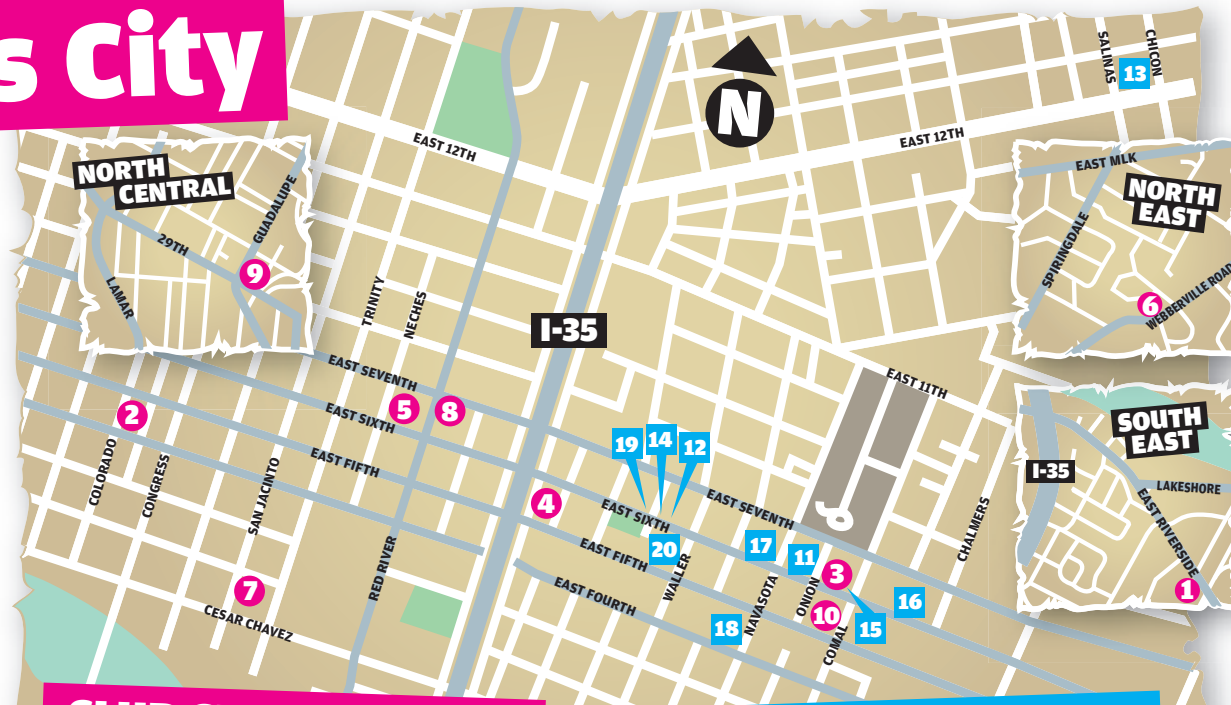 s City
N
SALINAS
CHICON
13
EAST 12TH
EAST 12TH
NORTH
CENTRAL
GUADALUPE
29TH
9
LAMAR
EAST MLK
NORTH
EAST
SPIRINGDALE
6
WEBBERVILLE ROAD
TRINITY
NECHES
I-35
EAST SEVENTH
EAST 11TH
2
5
8
EAST SIXTH
EAST FIFTH
COLORADO
CONGRESS
SAN JACINTO
19
14
12
SOUTH
EAST
I-35
LAKESHORE
EAST RIVERSIDE
1
4
EAST SIXTH
EAST SEVENTH
CHALMERS
20
17
11
3
EAST FIFTH
WALLER
RED RIVER
7
EAST FOURTH
NAVASOTA
ONION
16
10
15
18
COMAL
CESAR CHAVEZ